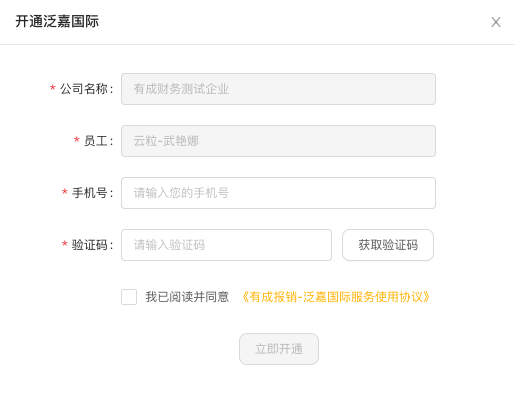 开通泛嘉国际
* 公司名称: 有成财务测试企业
* 员工: 云粒-武艳娜
* 手机号: 请输入您的手机号
* 验证码: 请输入验证码 获取验证码
我已阅读并同意 《有成报销-泛嘉国际服务使用协议》
立即开通